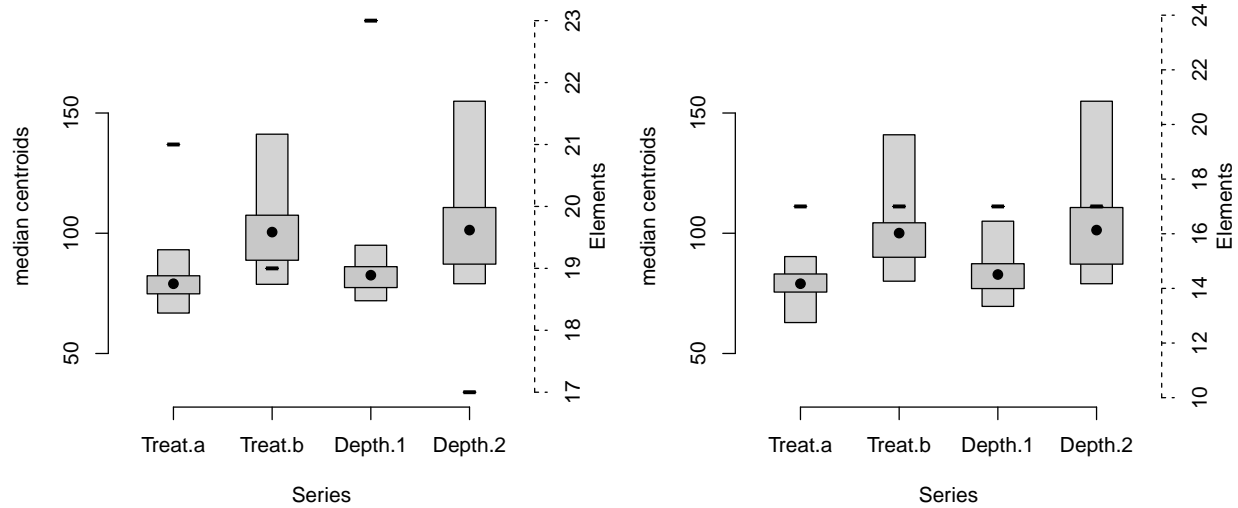 median centroids
50
100
150
Treat.a
Treat.b
Depth.1
Depth.2
Series
17
18
19
20
21
22
23
Elements
median centroids
50
100
150
Treat.a
Treat.b
Depth.1
Depth.2
Series
10
12
14
16
18
20
22
24
Elements